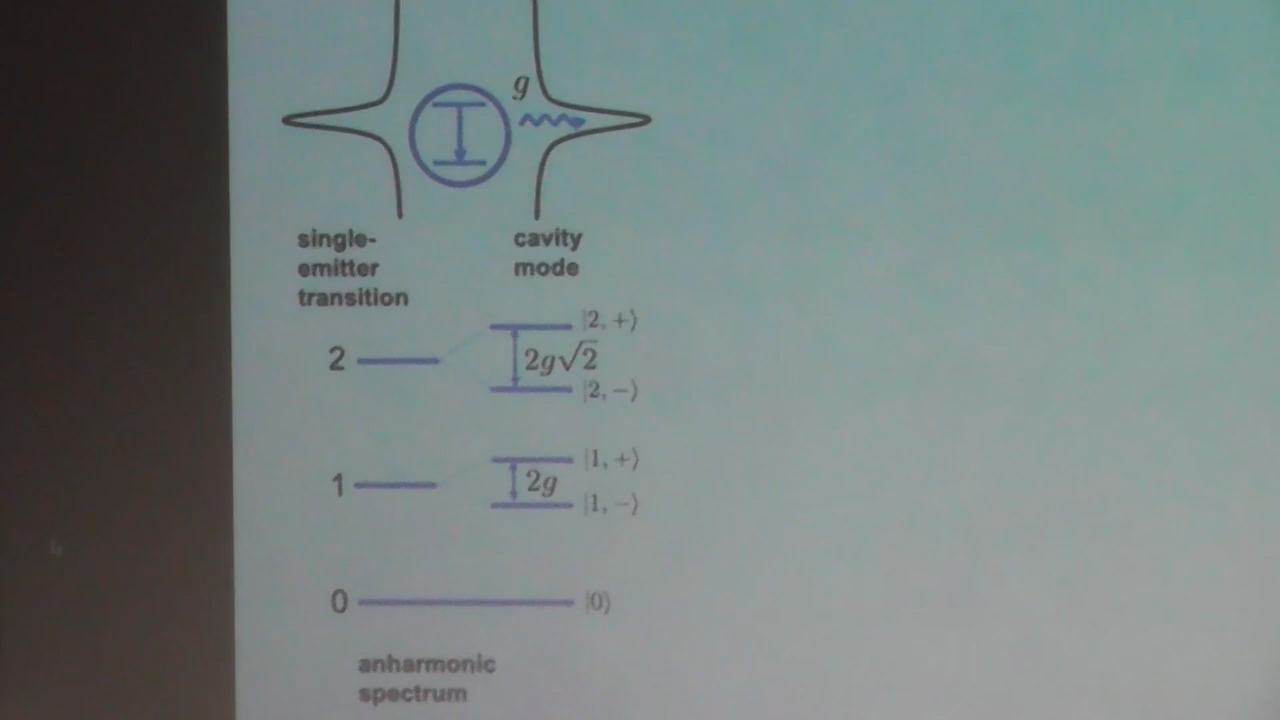 g
single-
emitter
transition
cavity
mode
2
|2, +⟩
2g√2
|2, −⟩
1
|1, +⟩
2g
|1, −⟩
0
|0⟩
anharmonic
spectrum